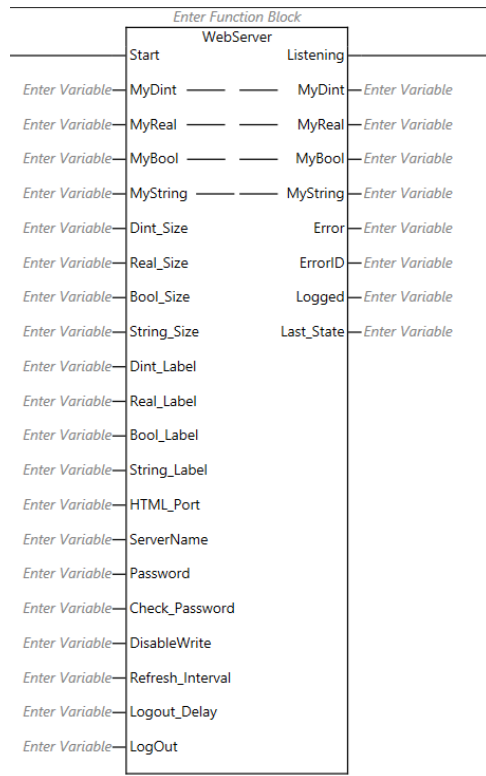 Enter Function Block
WebServer
Start Listening
Enter Variable MyDint MyDint Enter Variable
Enter Variable MyReal MyReal Enter Variable
Enter Variable MyBool MyBool Enter Variable
Enter Variable MyString MyString Enter Variable
Enter Variable Dint_Size Error Enter Variable
Enter Variable Real_Size ErrorID Enter Variable
Enter Variable Bool_Size Logged Enter Variable
Enter Variable String_Size Last_State Enter Variable
Enter Variable Dint_Label
Enter Variable Real_Label
Enter Variable Bool_Label
Enter Variable String_Label
Enter Variable HTML_Port
Enter Variable ServerName
Enter Variable Password
Enter Variable Check_Password
Enter Variable DisableWrite
Enter Variable Refresh_Interval
Enter Variable Logout_Delay
Enter Variable LogOut